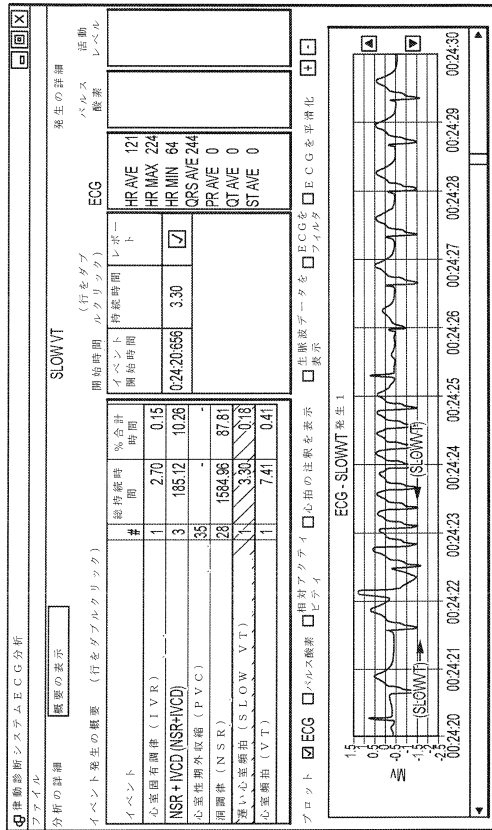 律動診断システムECG分析
ファイル
分析の詳細
概要の表示
SLOW VT
発生の詳細
イベント発生の概要 (行をダブルクリック)
開始時間 (行をダブルクリック)
ECG
パルス酸素
活動レベル
イベント # 総持続時間 %合計時間
心室固有調律(IVR) 1 2.70 0.15
NSR + IVCD (NSR+IVCD) 3 185.12 10.26
心室性期外収縮(PVC) 35 - -
洞調律(NSR) 28 1584.96 87.81
遅い心室頻拍(SLOW VT) 1 3.30 0.18
心室頻拍(VT) 1 7.41 0.41
イベント開始時間 持続時間 レポート
0:24:20:656 3.30
HR AVE 121
HR MAX 224
HR MIN 64
QRS AVE 244
PR AVE 0
QT AVE 0
ST AVE 0
プロット ECG パルス酸素 相対アクティビティ 心拍の注釈を表示 生脈波データを表示 ECGをフィルタ ECGを平滑化 + -
ECG - SLOWVT 発生 1
Mv
1.5
0.5
-0.5
-1.5
-2.5
(SLOWVT)
(SLOWVT)
00:24:20 00:24:21 00:24:22 00:24:23 00:24:24 00:24:25 00:24:26 00:24:27 00:24:28 00:24:29 00:24:30